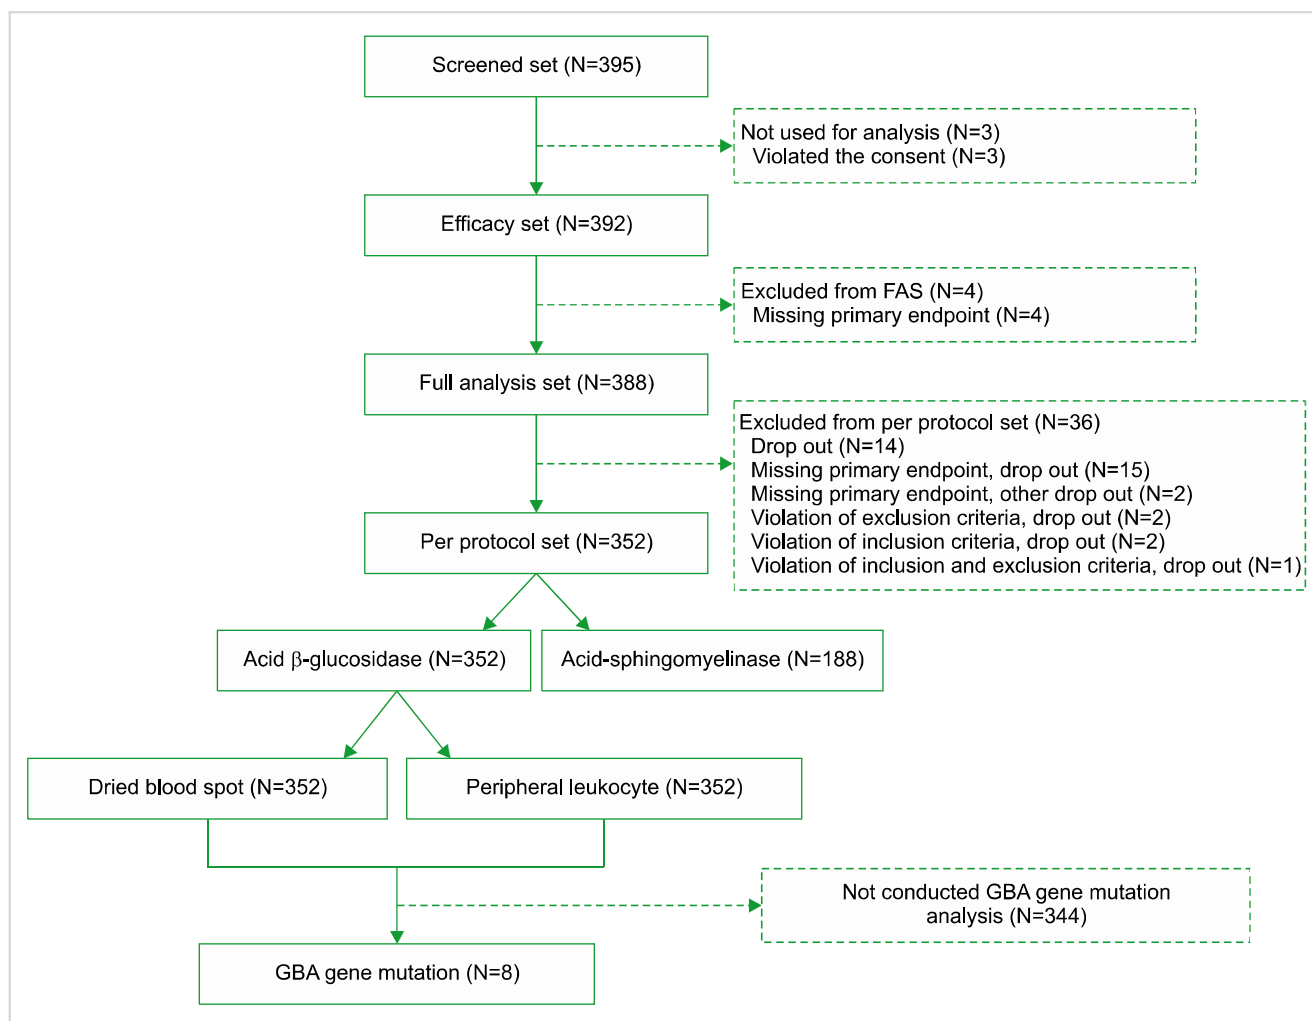 Screened set (N=395)
Not used for analysis (N=3)
Violated the consent (N=3)
Efficacy set (N=392)
Excluded from FAS (N=4)
Missing primary endpoint (N=4)
Full analysis set (N=388)
Excluded from per protocol set (N=36)
Drop out (N=14)
Missing primary endpoint, drop out (N=15)
Missing primary endpoint, other drop out (N=2)
Violation of exclusion criteria, drop out (N=2)
Violation of inclusion criteria, drop out (N=2)
Violation of inclusion and exclusion criteria, drop out (N=1)
Per protocol set (N=352)
Acid β-glucosidase (N=352)
Acid-sphingomyelinase (N=188)
Dried blood spot (N=352)
Peripheral leukocyte (N=352)
Not conducted GBA gene mutation
analysis (N=344)
GBA gene mutation (N=8)